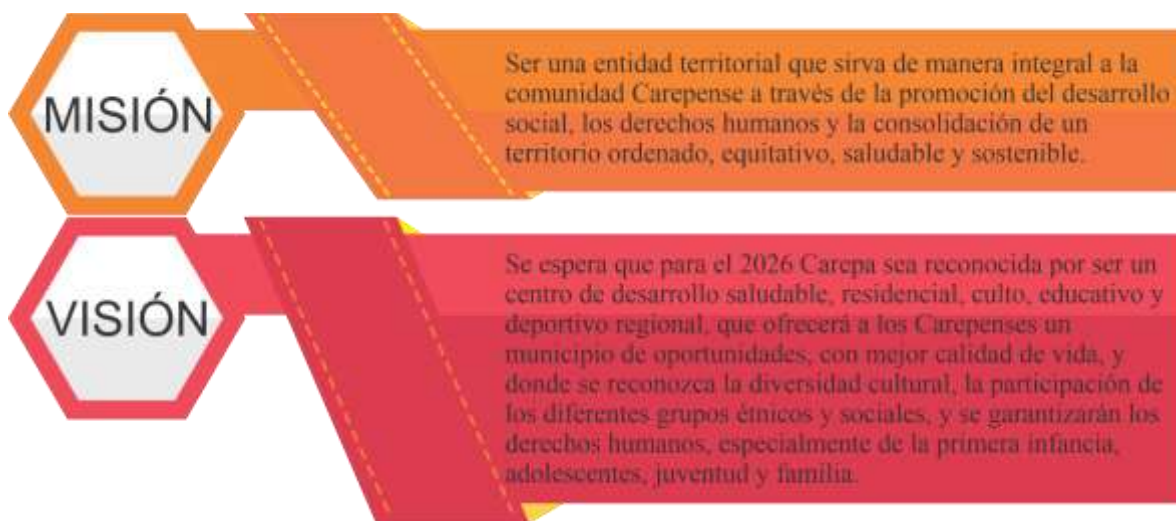 MISIÓN
Ser una entidad territorial que sirva de manera integral a la
comunidad Carepense a través de la promoción del desarrollo
social, los derechos humanos y la consolidación de un
territorio ordenado, equitativo, saludable y sostenible.
VISIÓN
Se espera que para el 2026 Carepa sea reconocida por ser un
centro de desarrollo saludable, residencial, culto, educativo y
deportivo regional, que ofrecerá a los Carepenses un
municipio de oportunidades, con mejor calidad de vida, y
donde se reconozca la diversidad cultural, la participación de
los diferentes grupos étnicos y sociales, y se garantizarán los
derechos humanos, especialmente de la primera infancia,
adolescentes, juventud y familia.